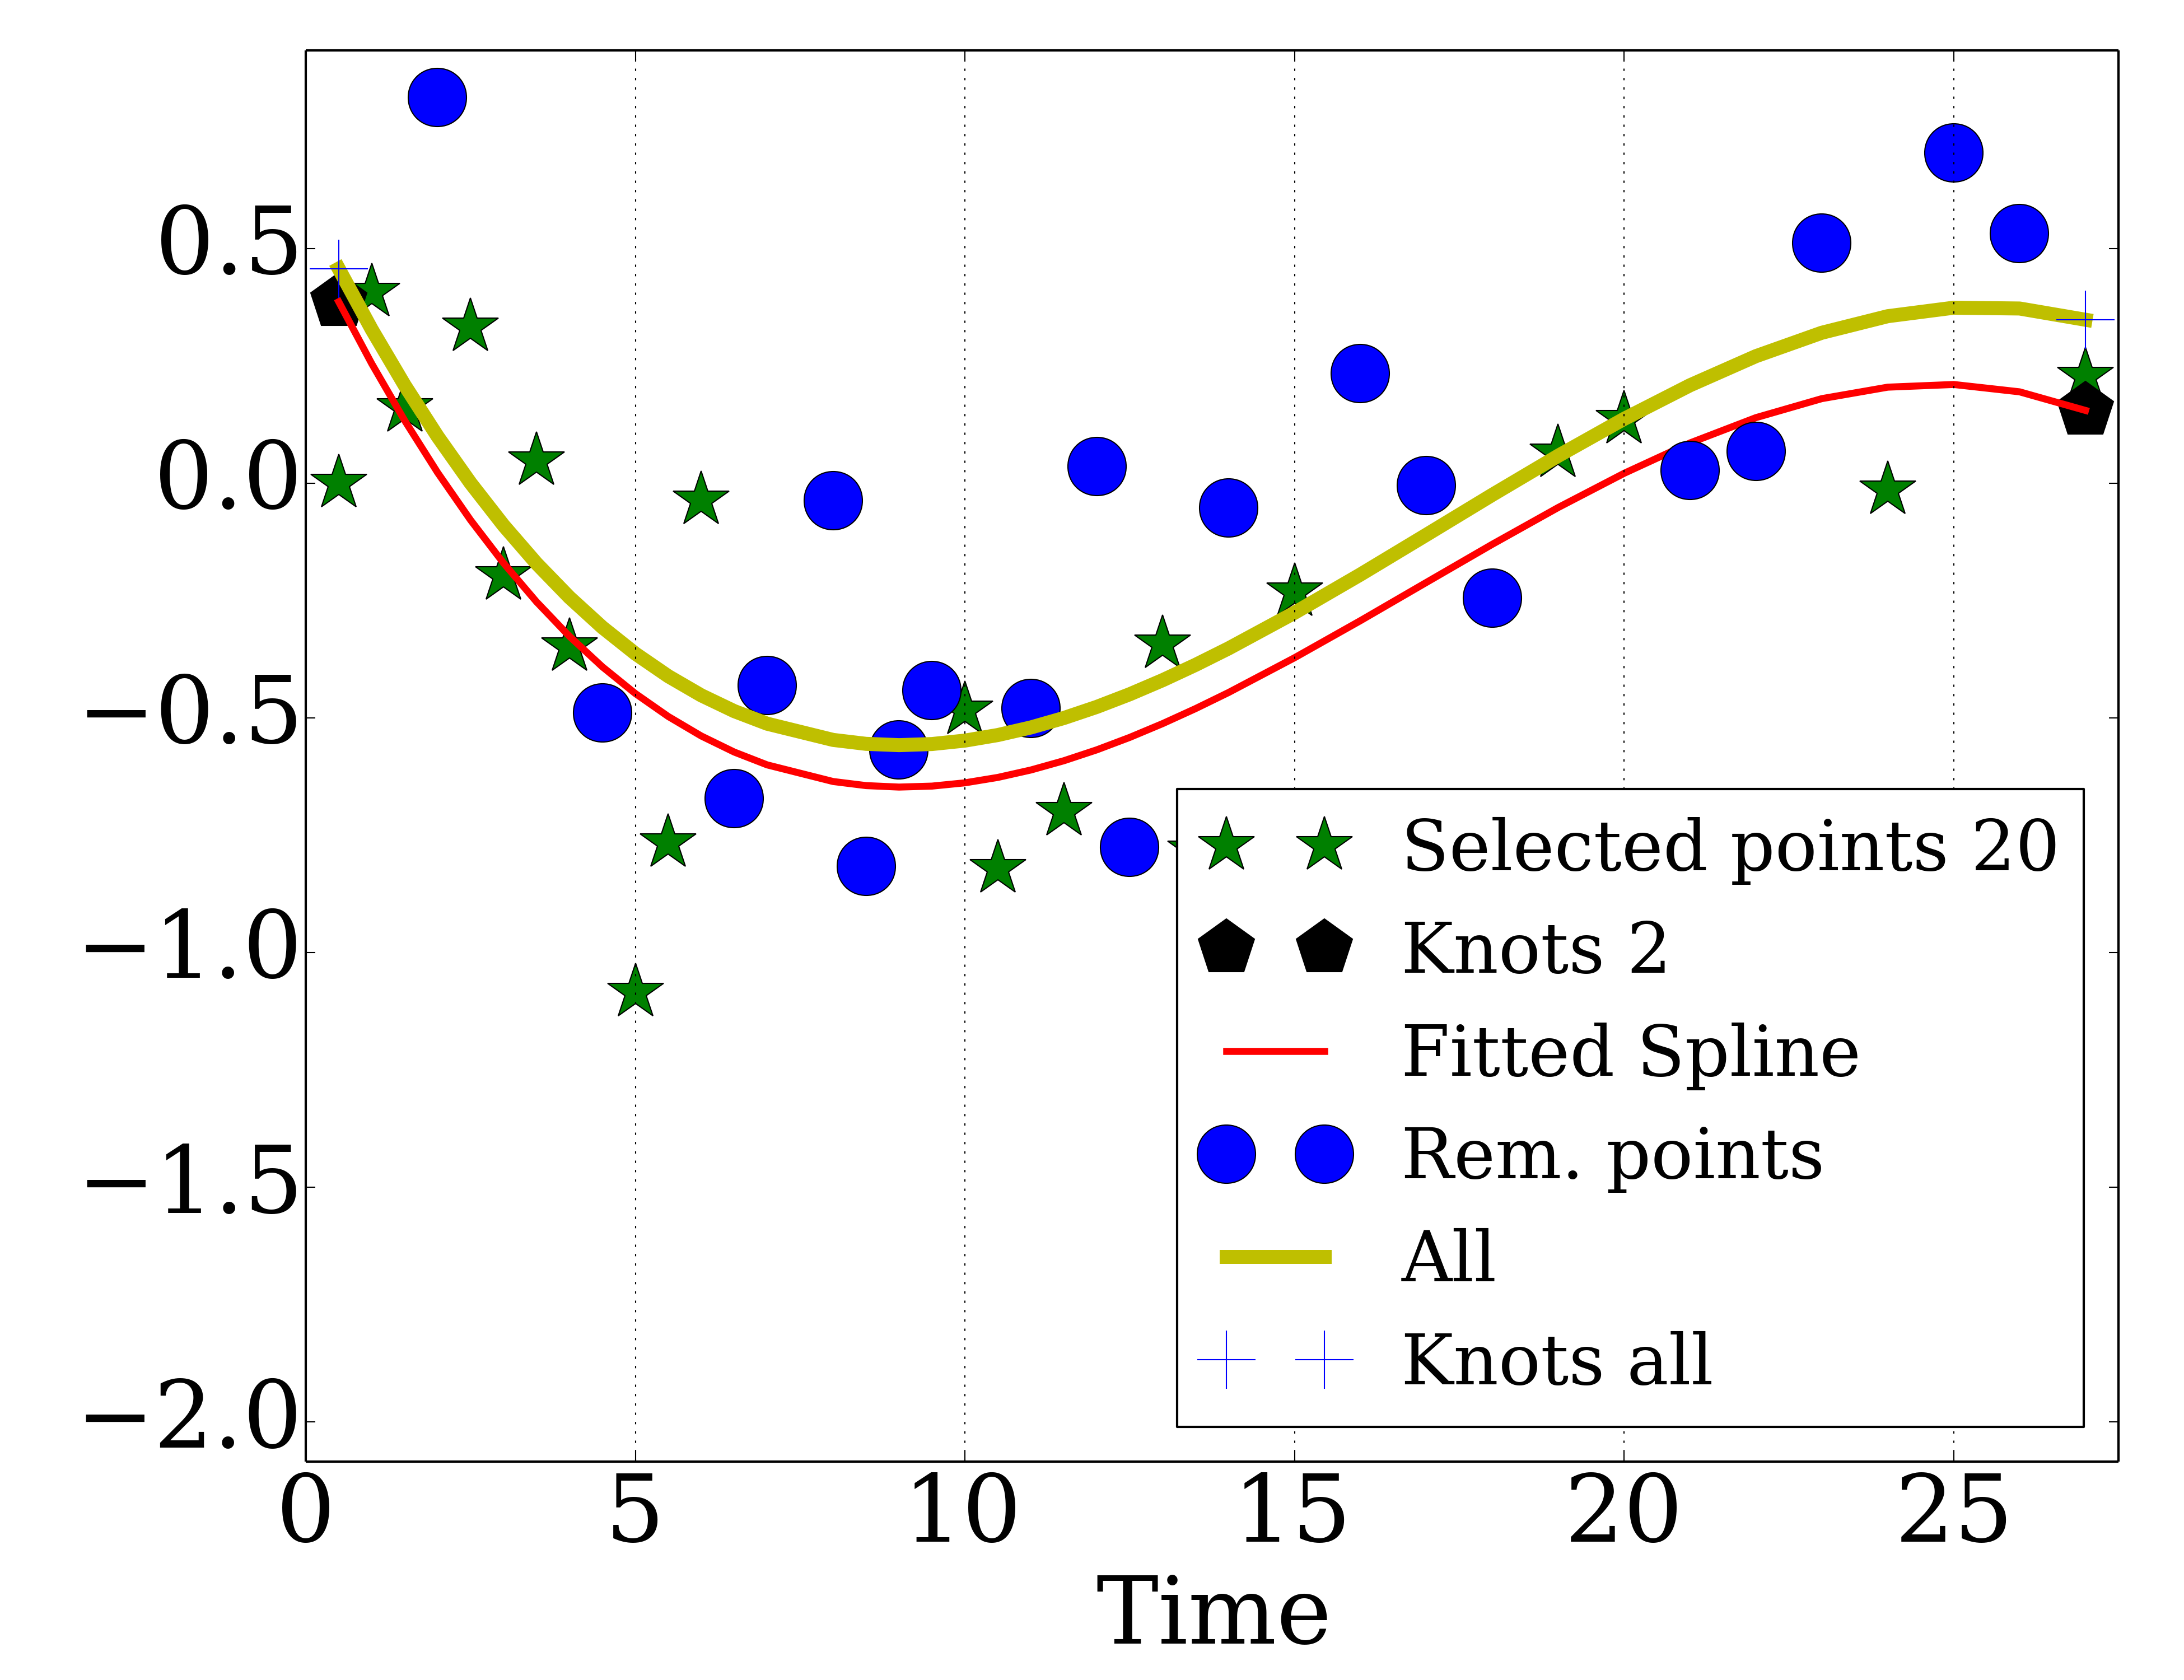 0.5
0.0
−0.5
−1.0
−1.5
−2.0
0 5 10 15 20 25
Time
Selected points 20
Knots 2
Fitted Spline
Rem. points
All
Knots all